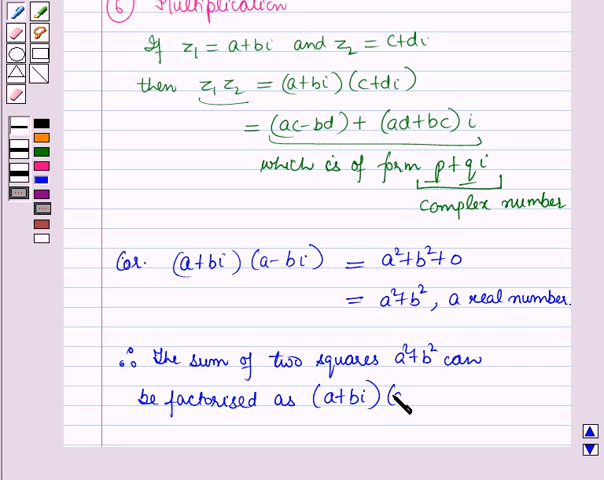 (6) Multiplication
If z₁ = a+bi and z₂ = c+di
then z₁ z₂ = (a+bi) (c+di)
= (ac-bd) + (ad+bc) i
which is of form p+qi
complex number
Cor. (a+bi) (a-bi) = a²+b²+0
= a²+b², a real number.
∴ The sum of two squares a²+b² can
be factorised as (a+bi) (